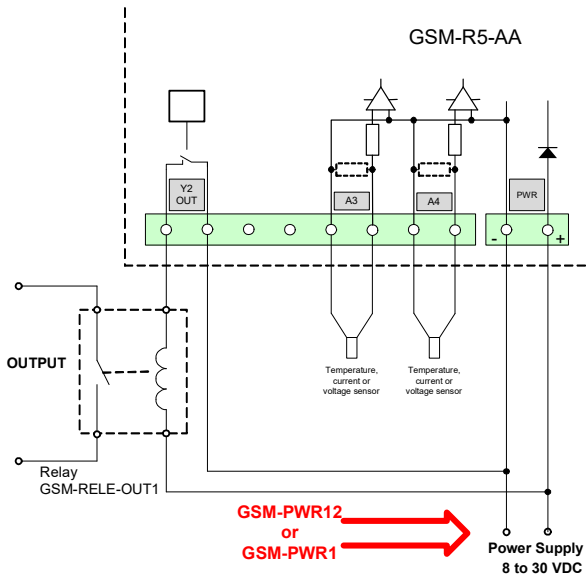 GSM-R5-AA
Y2
OUT
A3
A4
PWR
-
+
Temperature,
current or
voltage sensor
Temperature,
current or
voltage sensor
OUTPUT
Relay
GSM-RELE-OUT1
GSM-PWR12
or
GSM-PWR1
Power Supply
8 to 30 VDC